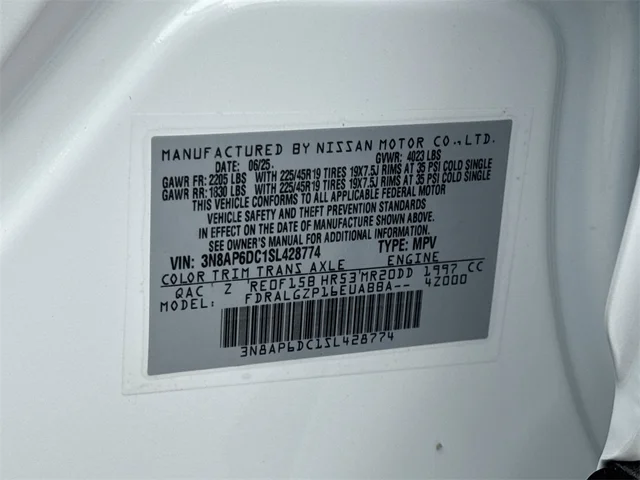 MANUFACTURED BY NISSAN MOTOR CO., LTD.
DATE: 06/25. GVWR: 4023 LBS
GAWR FR: 2205 LBS WITH 225/45R19 TIRES 19X7.5J RIMS AT 35 PSI COLD SINGLE
GAWR RR: 1830 LBS WITH 225/45R19 TIRES 19X7.5J RIMS AT 35 PSI COLD SINGLE
THIS VEHICLE CONFORMS TO ALL APPLICABLE FEDERAL MOTOR
VEHICLE SAFETY AND THEFT PREVENTION STANDARDS
IN EFFECT ON THE DATE OF MANUFACTURE SHOWN ABOVE.
SEE OWNER'S MANUAL FOR ADDITIONAL INFORMATION.
VIN: 3N8AP6DC1SL428774 TYPE: MPV
COLOR TRIM TRANS AXLE ENGINE
QAC Z RE0F15B HR53 MR20DD 1997 CC
MODEL: FDRALGZP16EUABBA-- 4Z000
3N8AP6DC1SL428774